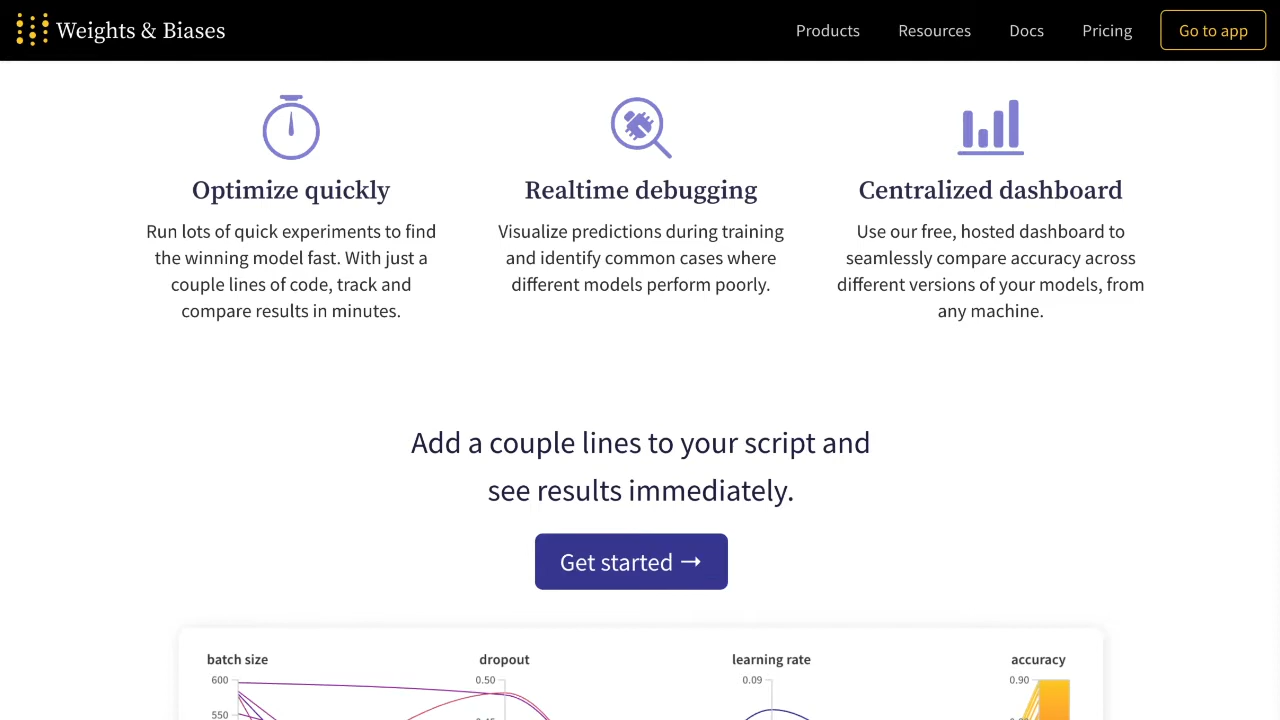 Weights & Biases
Products Resources Docs Pricing Go to app
Optimize quickly
Run lots of quick experiments to find
the winning model fast. With just a
couple lines of code, track and
compare results in minutes.
Realtime debugging
Visualize predictions during training
and identify common cases where
different models perform poorly.
Centralized dashboard
Use our free, hosted dashboard to
seamlessly compare accuracy across
different versions of your models, from
any machine.
Add a couple lines to your script and
see results immediately.
Get started →
batch size dropout learning rate accuracy
600 0.50 0.09 0.90
550